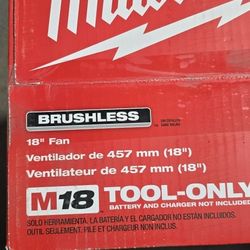 BRUSHLESS
18" Fan
Ventilador de 457 mm (18")
Ventilateur de 457 mm (18")
M18 TOOL-ONLY
BATTERY AND CHARGER NOT INCLUDED
SOLO HERRAMIENTA. LA BATERÍA Y EL CARGADOR NO ESTÁN INCLUIDOS.
OUTIL SEULEMENT. PILE ET CHARGEUR NON INCLUS.